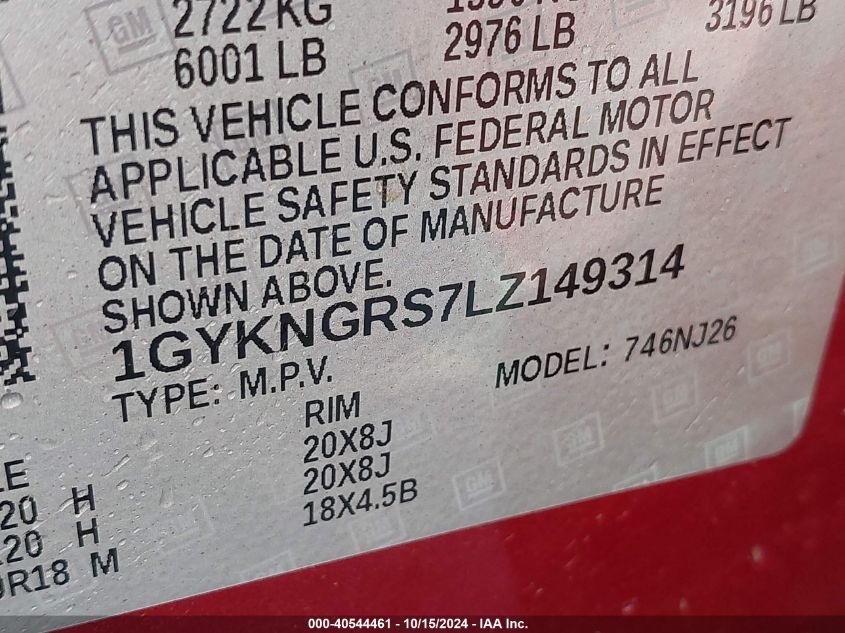 2722 KG
6001 LB
2976 LB
3196 LB
THIS VEHICLE CONFORMS TO ALL
APPLICABLE U.S. FEDERAL MOTOR
VEHICLE SAFETY STANDARDS IN EFFECT
ON THE DATE OF MANUFACTURE
SHOWN ABOVE.
1GYKNGRS7LZ149314
TYPE: M.P.V. MODEL: 746NJ26
RIM
20X8J
20 H 20X8J
H 18X4.5B
R18 M
GM
000-40544461 - 10/15/2024 - IAA Inc.